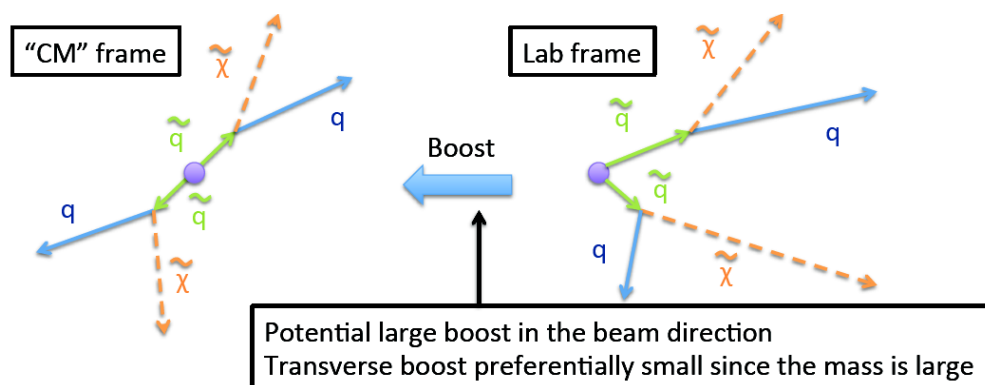 “CM” frame
Lab frame
χ̃
χ̃
q̃
q
q̃
q
Boost
q̃
q
q̃
q
χ̃
χ̃
Potential large boost in the beam direction
Transverse boost preferentially small since the mass is large